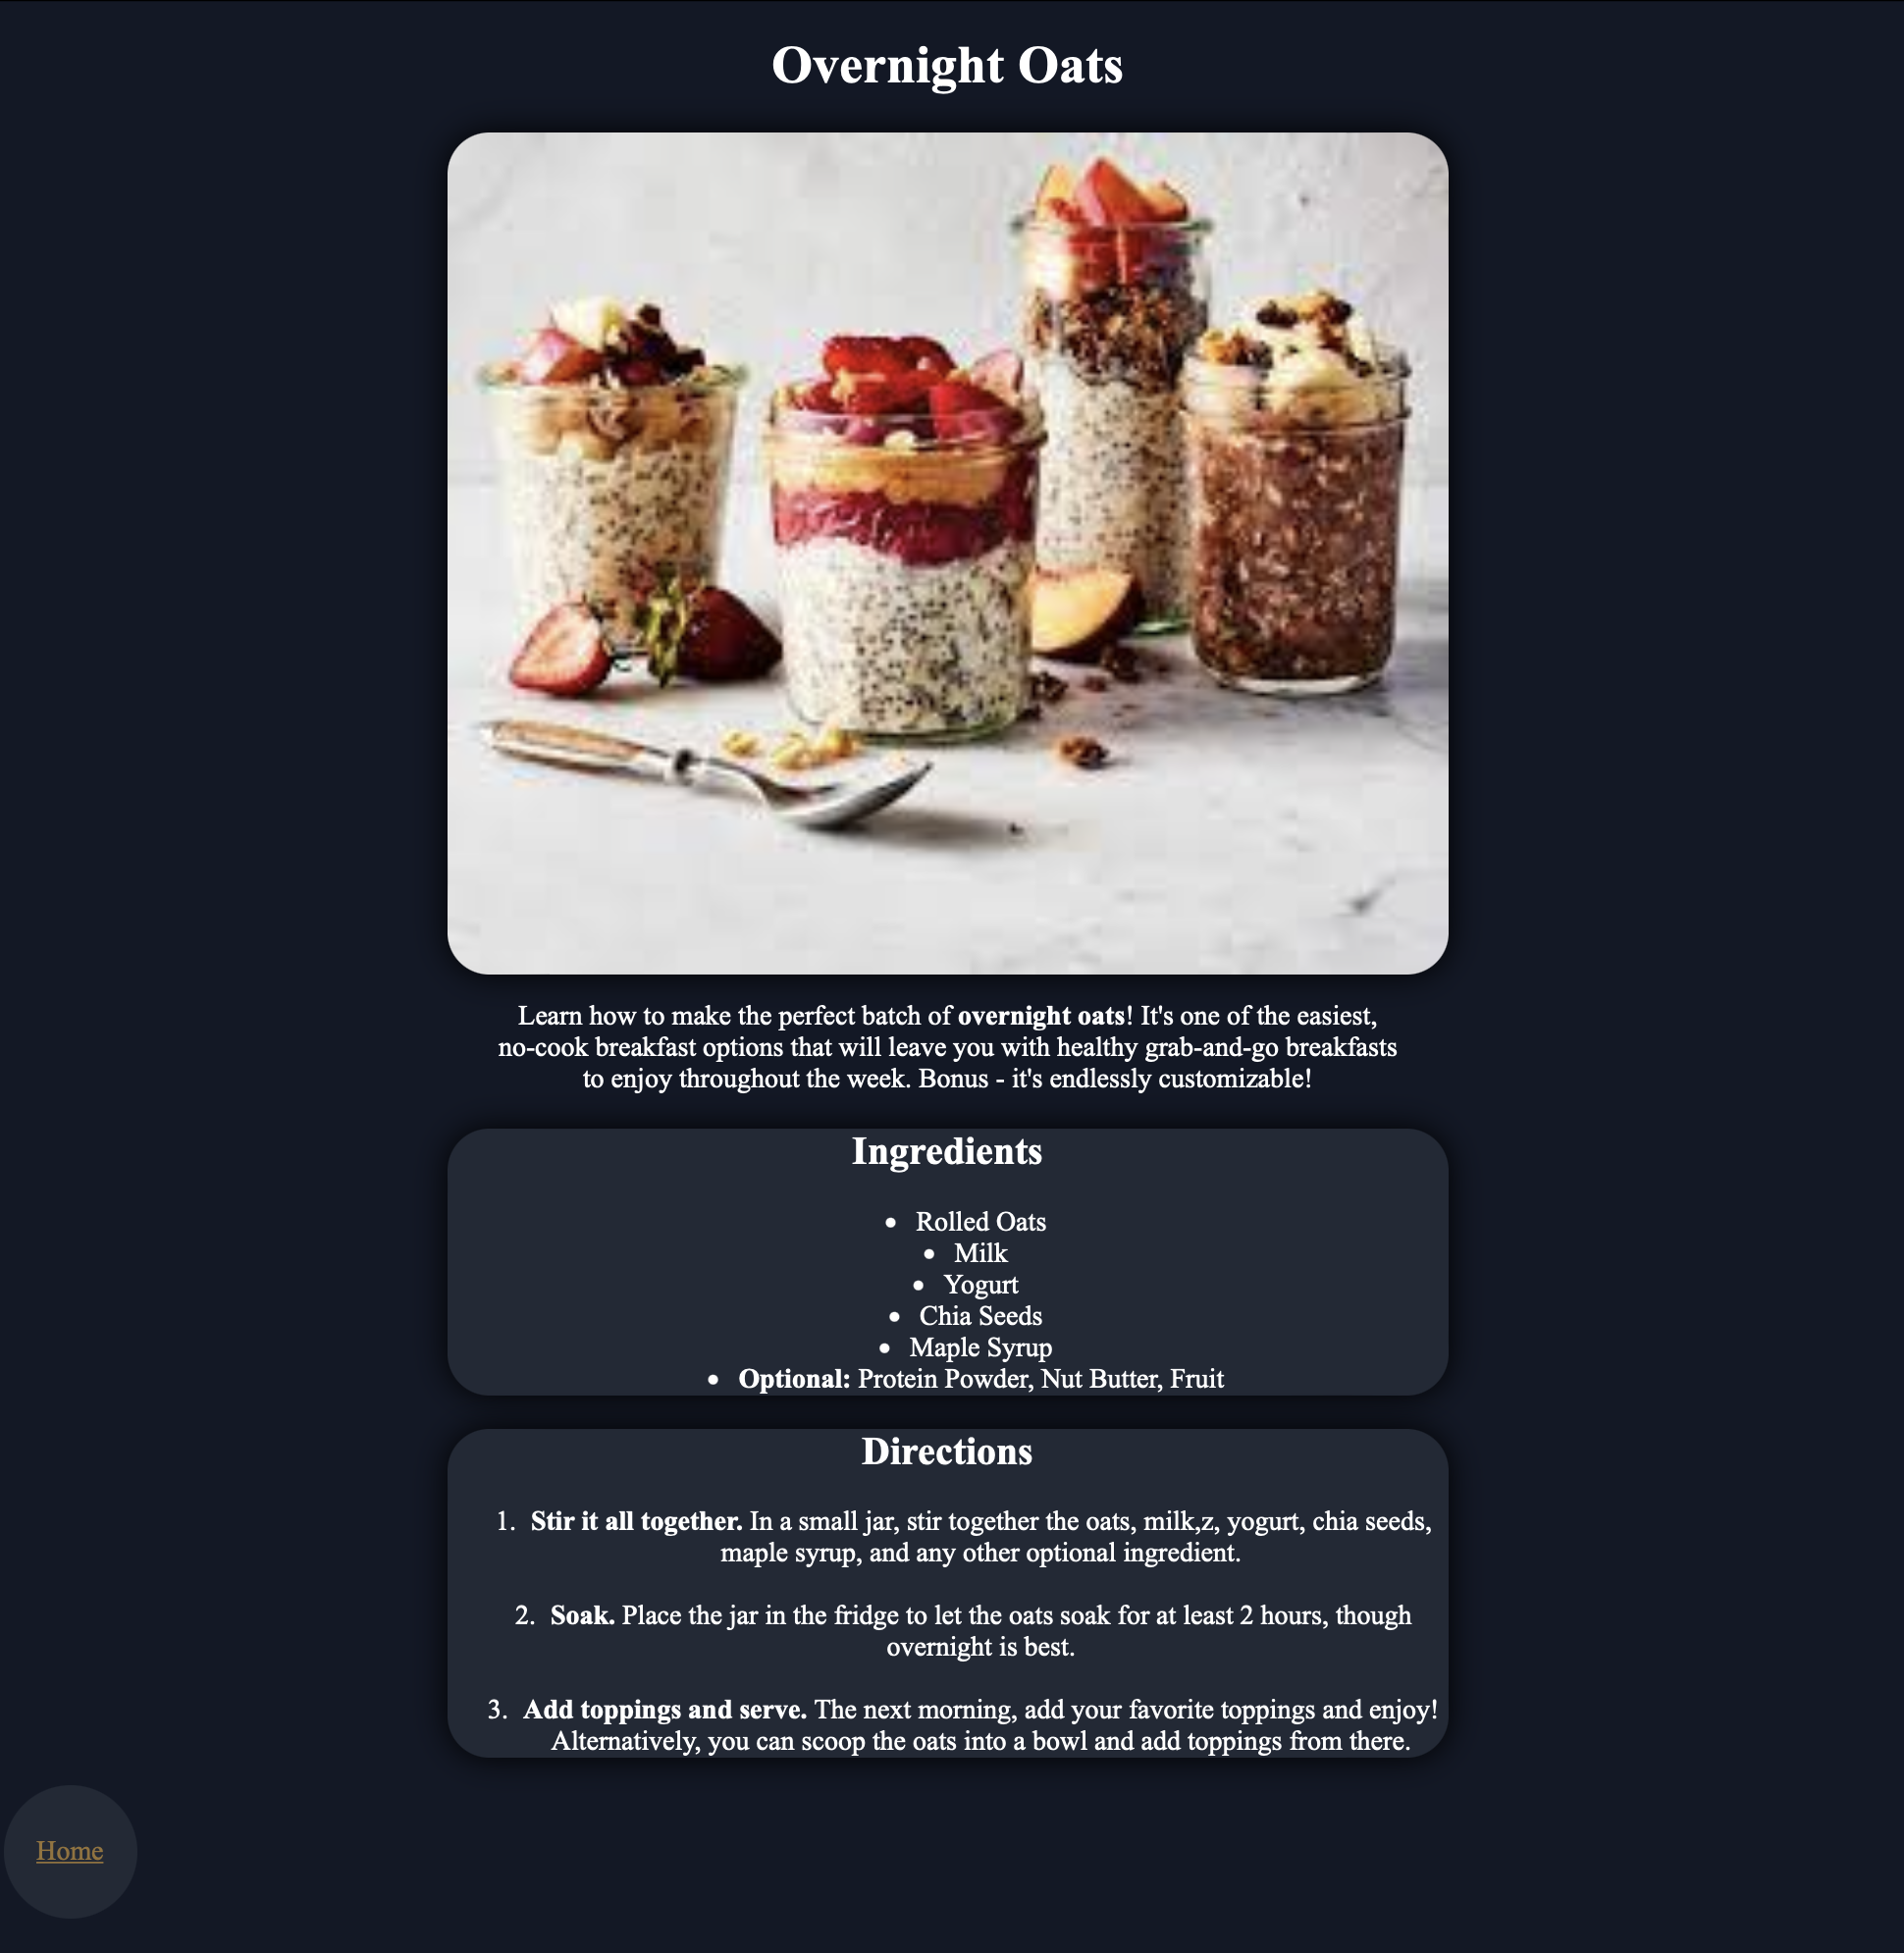 Overnight Oats
Learn how to make the perfect batch of overnight oats! It's one of the easiest,
no-cook breakfast options that will leave you with healthy grab-and-go breakfasts
to enjoy throughout the week. Bonus - it's endlessly customizable!
Ingredients
• Rolled Oats
• Milk
• Yogurt
• Chia Seeds
• Maple Syrup
• Optional: Protein Powder, Nut Butter, Fruit
Directions
1. Stir it all together. In a small jar, stir together the oats, milk,z, yogurt, chia seeds,
maple syrup, and any other optional ingredient.
2. Soak. Place the jar in the fridge to let the oats soak for at least 2 hours, though
overnight is best.
3. Add toppings and serve. The next morning, add your favorite toppings and enjoy!
Alternatively, you can scoop the oats into a bowl and add toppings from there.
Home